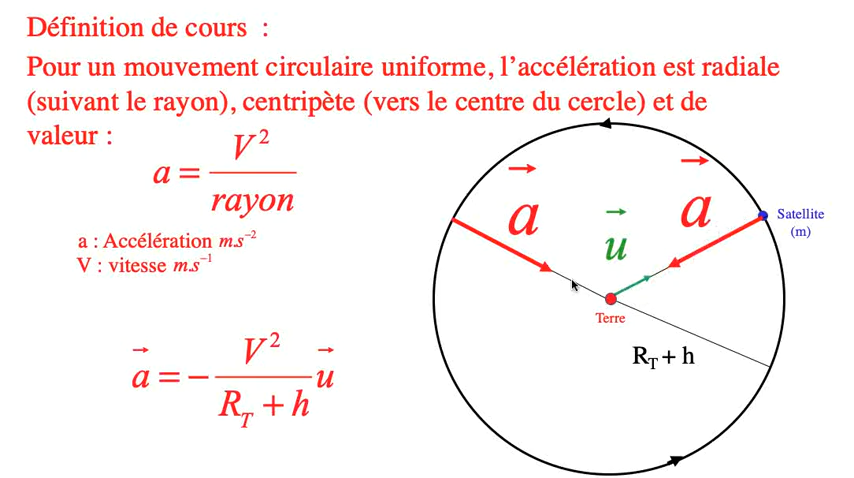 Définition de cours :
Pour un mouvement circulaire uniforme, l’accélération est radiale
(suivant le rayon), centripète (vers le centre du cercle) et de
valeur :
a = V² / rayon
a : Accélération m.s⁻²
V : vitesse m.s⁻¹
a⃗ = − V² / (R_T + h) u⃗
a⃗
a⃗
u⃗
Satellite
(m)
Terre
R_T + h